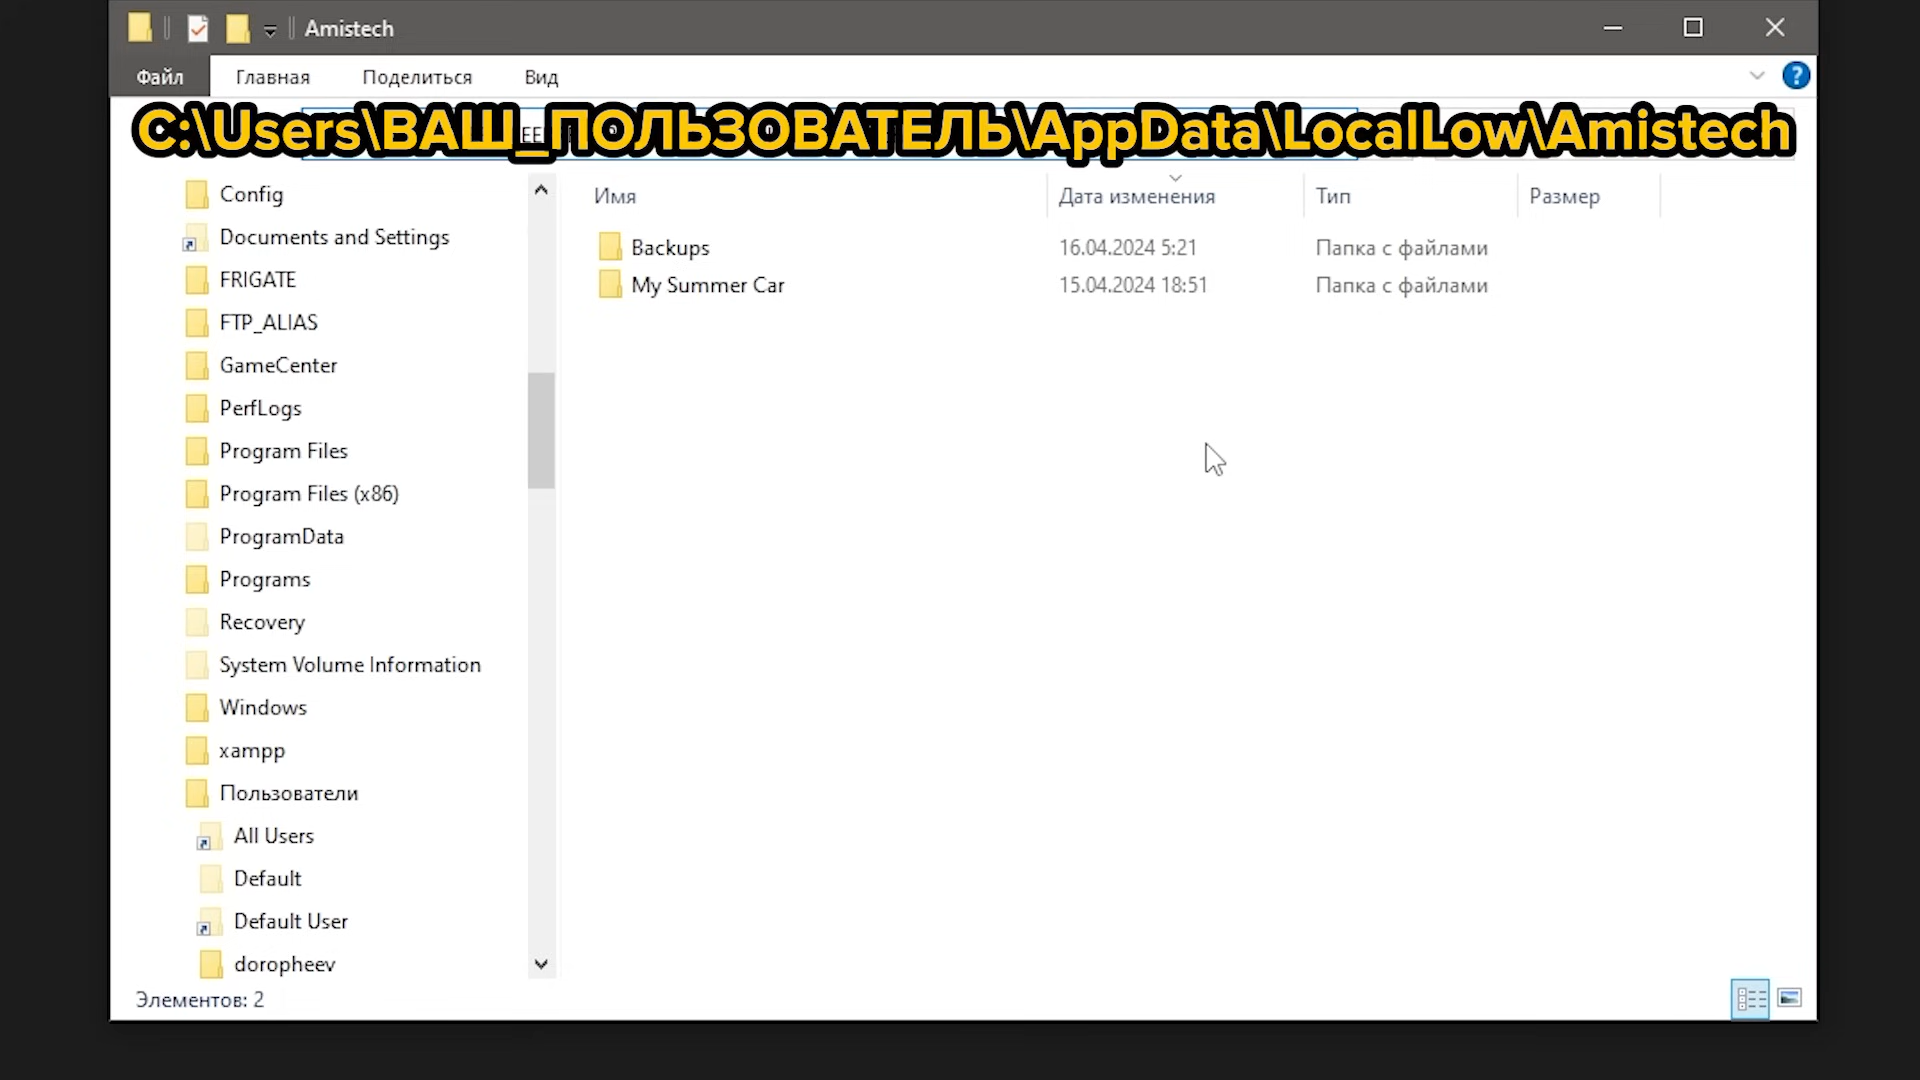 Amistech
Файл Главная Поделиться Вид
C:\Users\ВАШ_ПОЛЬЗОВАТЕЛЬ\AppData\LocalLow\Amistech
Имя Дата изменения Тип Размер
Config
Documents and Settings
FRIGATE
FTP_ALIAS
GameCenter
PerfLogs
Program Files
Program Files (x86)
ProgramData
Programs
Recovery
System Volume Information
Windows
xampp
Пользователи
All Users
Default
Default User
doropheev
Backups 16.04.2024 5:21 Папка с файлами
My Summer Car 15.04.2024 18:51 Папка с файлами
Элементов: 2